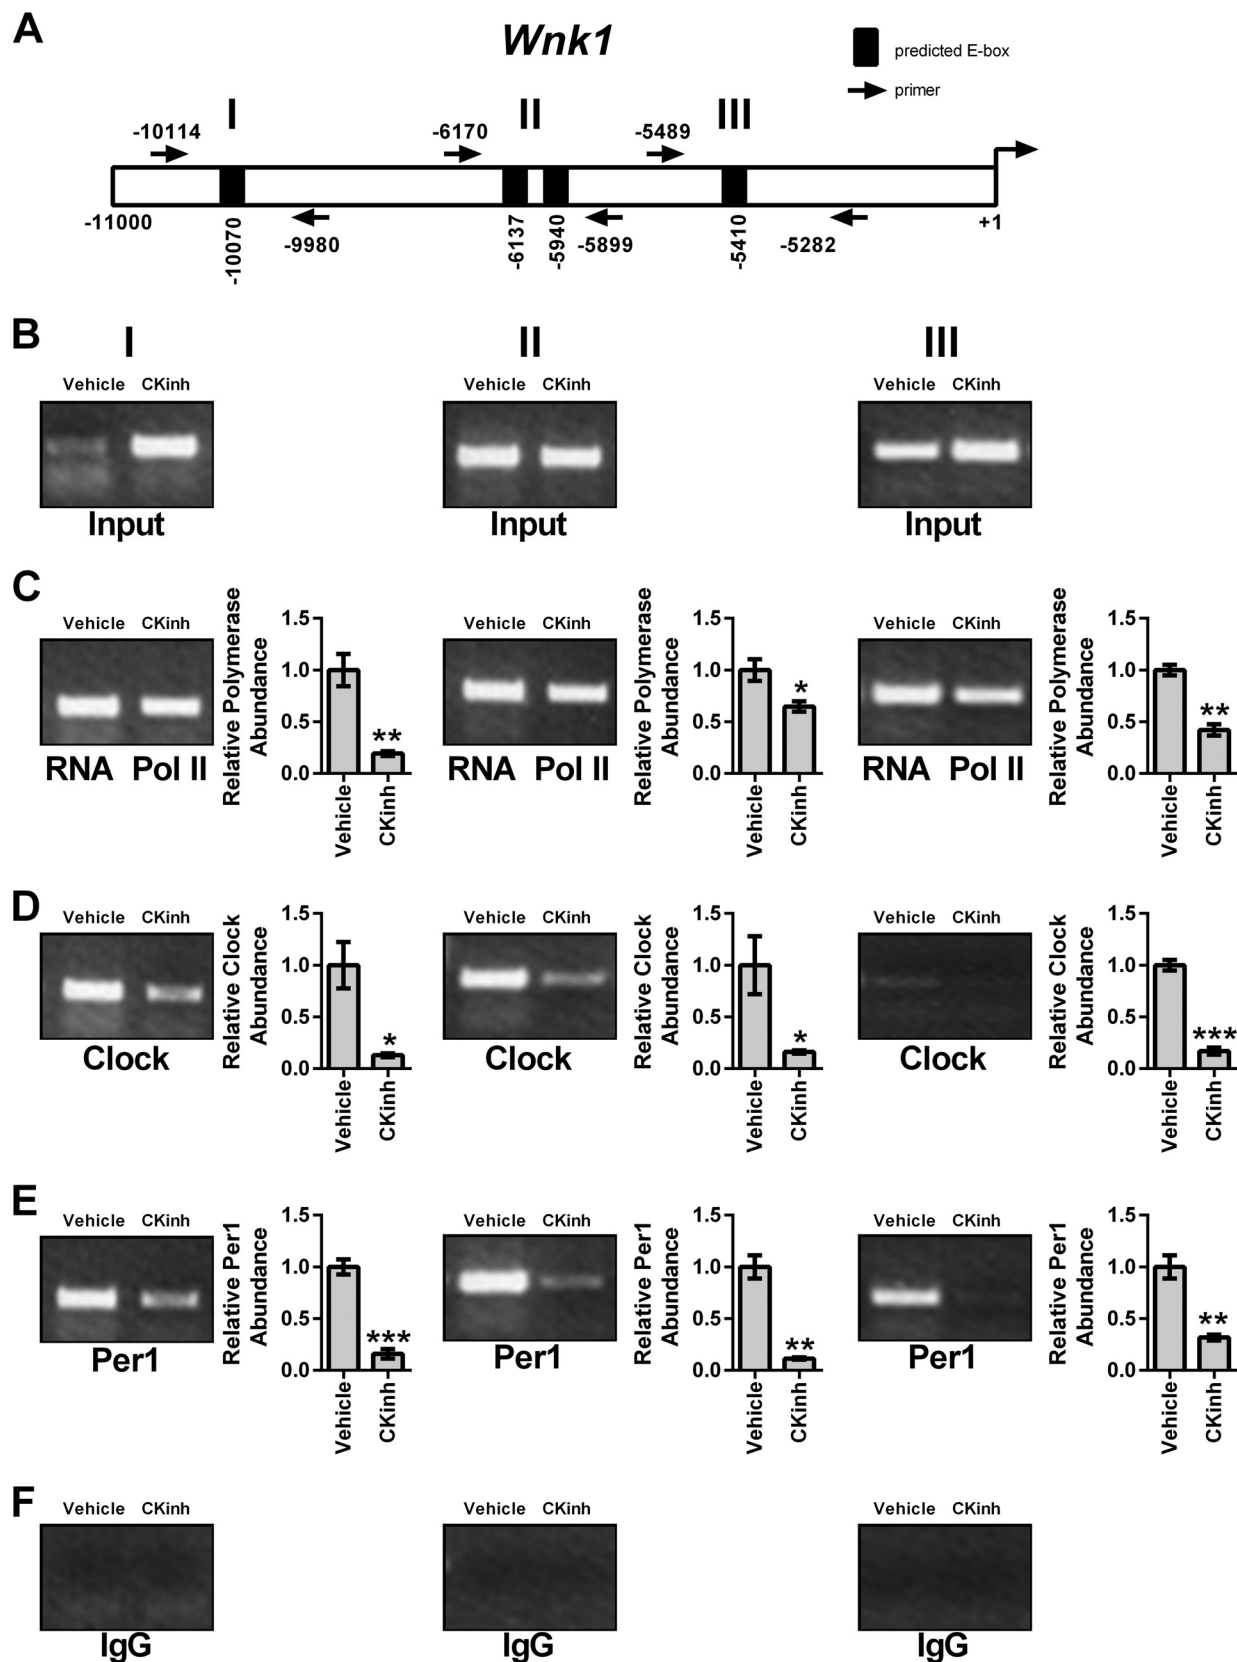 A
Wnk1
predicted E-box
primer
I
II
III
-10114
-6170
-5489
-11000
-10070
-9980
-6137
-5940
-5899
-5410
-5282
+1
B
I
II
III
Vehicle CKinh
Vehicle CKinh
Vehicle CKinh
Input
Input
Input
C
Vehicle CKinh
RNA Pol II
Relative Polymerase
Abundance
1.5
1.0
0.5
0.0
**
Vehicle
CKinh
Vehicle CKinh
RNA Pol II
Relative Polymerase
Abundance
1.5
1.0
0.5
0.0
*
Vehicle
CKinh
Vehicle CKinh
RNA Pol II
Relative Polymerase
Abundance
1.5
1.0
0.5
0.0
**
Vehicle
CKinh
D
Vehicle CKinh
Clock
Relative Clock
Abundance
1.5
1.0
0.5
0.0
*
Vehicle
CKinh
Vehicle CKinh
Clock
Relative Clock
Abundance
1.5
1.0
0.5
0.0
*
Vehicle
CKinh
Vehicle CKinh
Clock
Relative Clock
Abundance
1.5
1.0
0.5
0.0
***
Vehicle
CKinh
E
Vehicle CKinh
Per1
Relative Per1
Abundance
1.5
1.0
0.5
0.0
***
Vehicle
CKinh
Vehicle CKinh
Per1
Relative Per1
Abundance
1.5
1.0
0.5
0.0
**
Vehicle
CKinh
Vehicle CKinh
Per1
Relative Per1
Abundance
1.5
1.0
0.5
0.0
**
Vehicle
CKinh
F
Vehicle CKinh
Vehicle CKinh
Vehicle CKinh
IgG
IgG
IgG